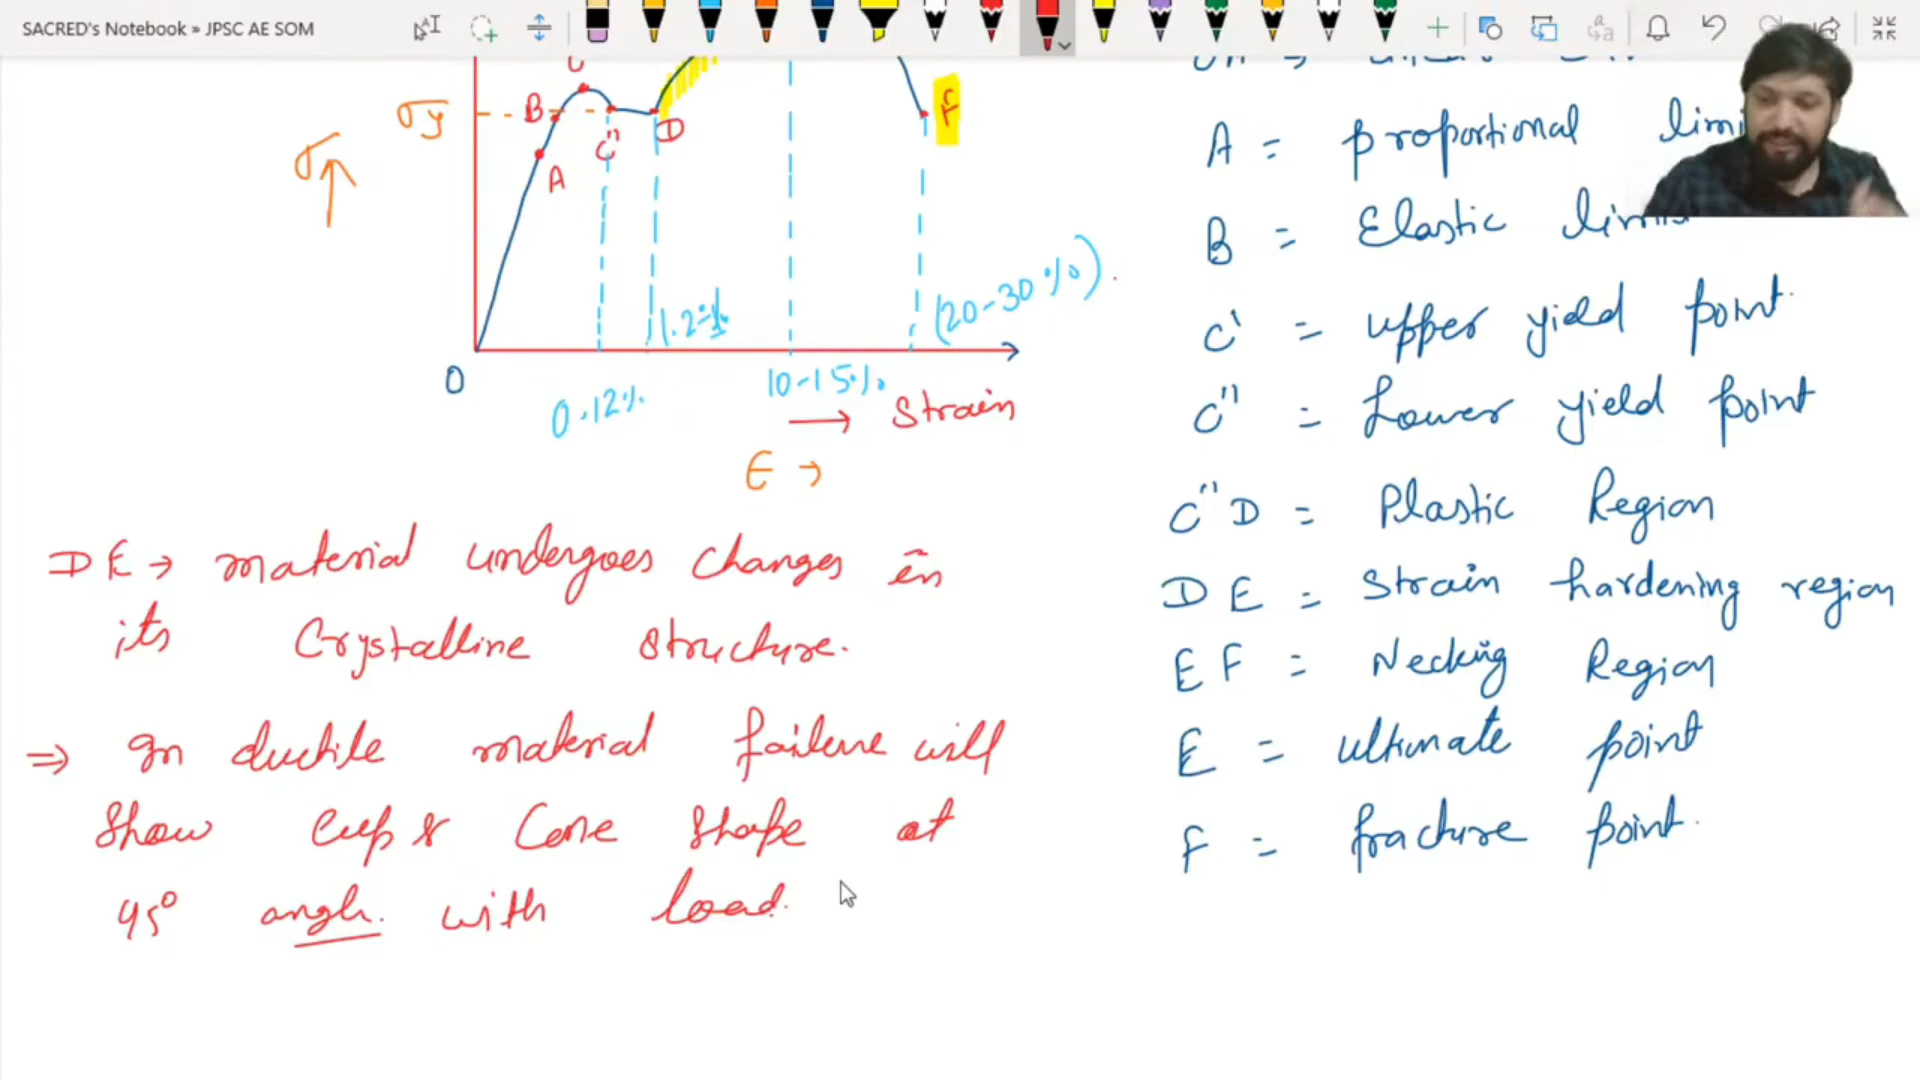 SACRED's Notebook » JPSC AE SOM
σy
B
C"
D
F
σ
A
1.2%
(20-30%).
O
0.12%
10-15%
→ Strain
ϵ →
DE → material undergoes changes in
its Crystalline structure.
⇒ In ductile material failure will
show cup & Cone shape at
45° angle. with load.
A = proportional limi
B = Elastic limit
C' = upper yield point.
C" = Lower yield point
C"D = Plastic Region
DE = Strain hardening region
EF = Necking Region
E = ultimate point
F = fracture point.